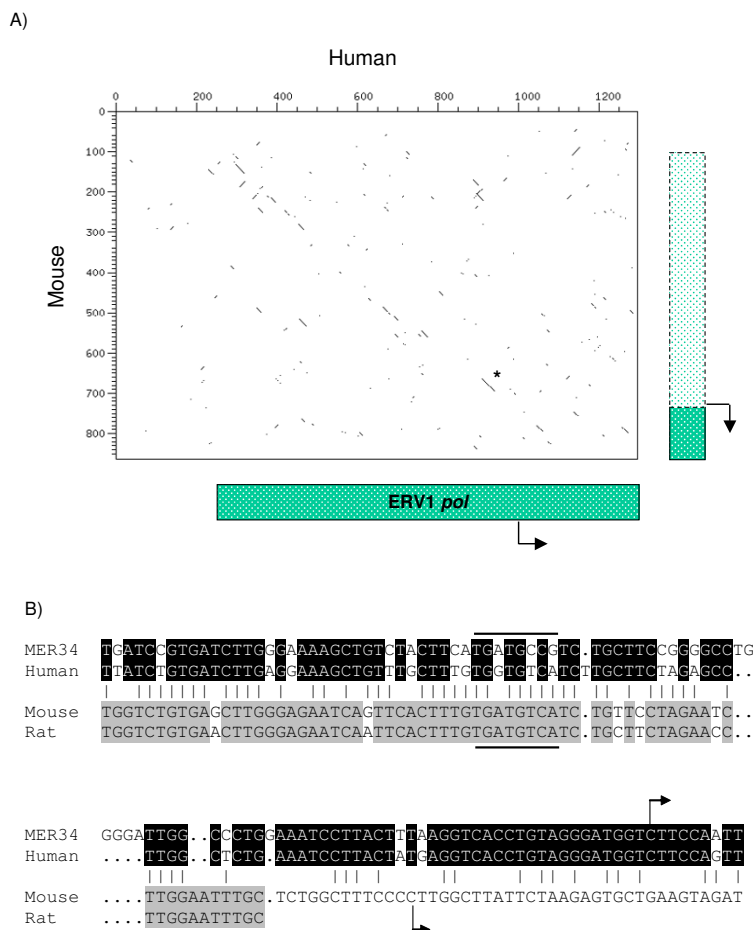 A)
Human
0 200 400 600 800 1000 1200
0
100
200
300
400
500
600
700
800
Mouse
*
ERV1 pol
B)
MER34 TGATCCGTGATCTTGGGAAAAGCTGTCTACTTCATGATGCCGTC.TGCTTCCGGGGCCTG
Human TTATCTGTGATCTTGAGGAAAGCTGTTTGCTTTGTGGTGTCATCTTGCTTCTAGAGCC..
Mouse TGGTCTGTGAGCTTGGGAGAATCAGTTCACTTTGTGATGTCATC.TGTTCCTAGAATC..
Rat TGGTCTGTGAACTTGGGAGAATCAATTCACTTTGTGATGTCATC.TGCTTCTAGAACC..
MER34 GGGATTGG..CCCTGGAAATCCTTACTTTAAGGTCACCTGTAGGGATGGTCTTCCAATT
Human ....TTGG.CTCTG.AAATCCTTACTATGAGGTCACCTGTAGGGATGGTCTTCCAGTT
Mouse ....TTGGAATTTGC.TCTGGCTTTCCCCTTGGCTTATTCTAAGAGTGCTGAAGTAGAT
Rat ....TTGGAATTTGC